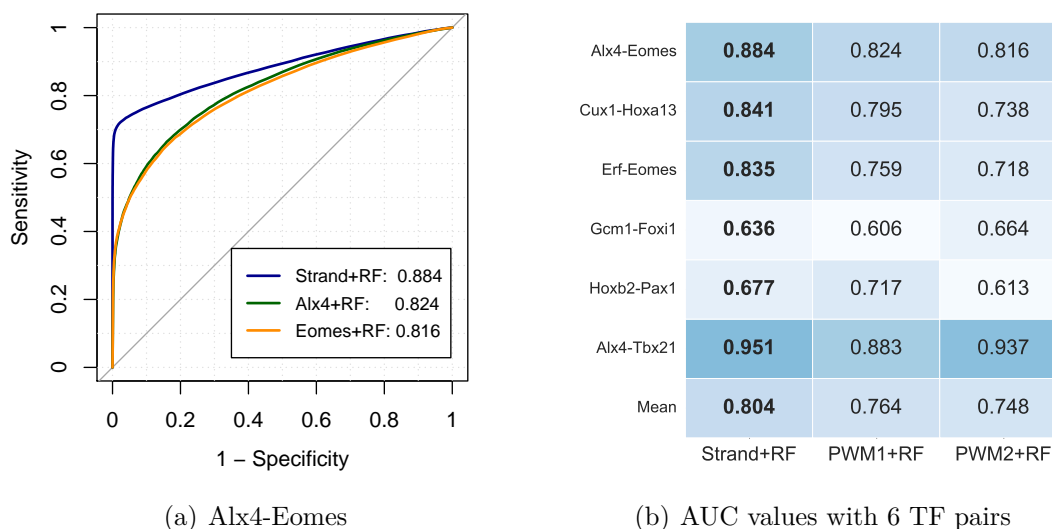 Sensitivity
1
0.8
0.6
0.4
0.2
0
Strand+RF: 0.884
Alx4+RF: 0.824
Eomes+RF: 0.816
0 0.2 0.4 0.6 0.8 1
1 − Specificity
(a) Alx4-Eomes
Alx4-Eomes 0.884 0.824 0.816
Cux1-Hoxa13 0.841 0.795 0.738
Erf-Eomes 0.835 0.759 0.718
Gcm1-Foxi1 0.636 0.606 0.664
Hoxb2-Pax1 0.677 0.717 0.613
Alx4-Tbx21 0.951 0.883 0.937
Mean 0.804 0.764 0.748
Strand+RF PWM1+RF PWM2+RF
(b) AUC values with 6 TF pairs